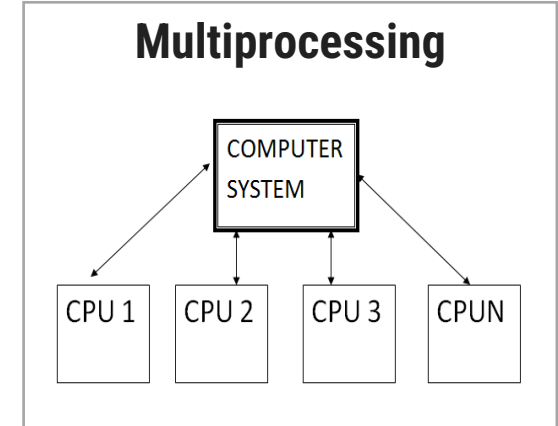 Multiprocessing
COMPUTER
SYSTEM
CPU 1
CPU 2
CPU 3
CPUN